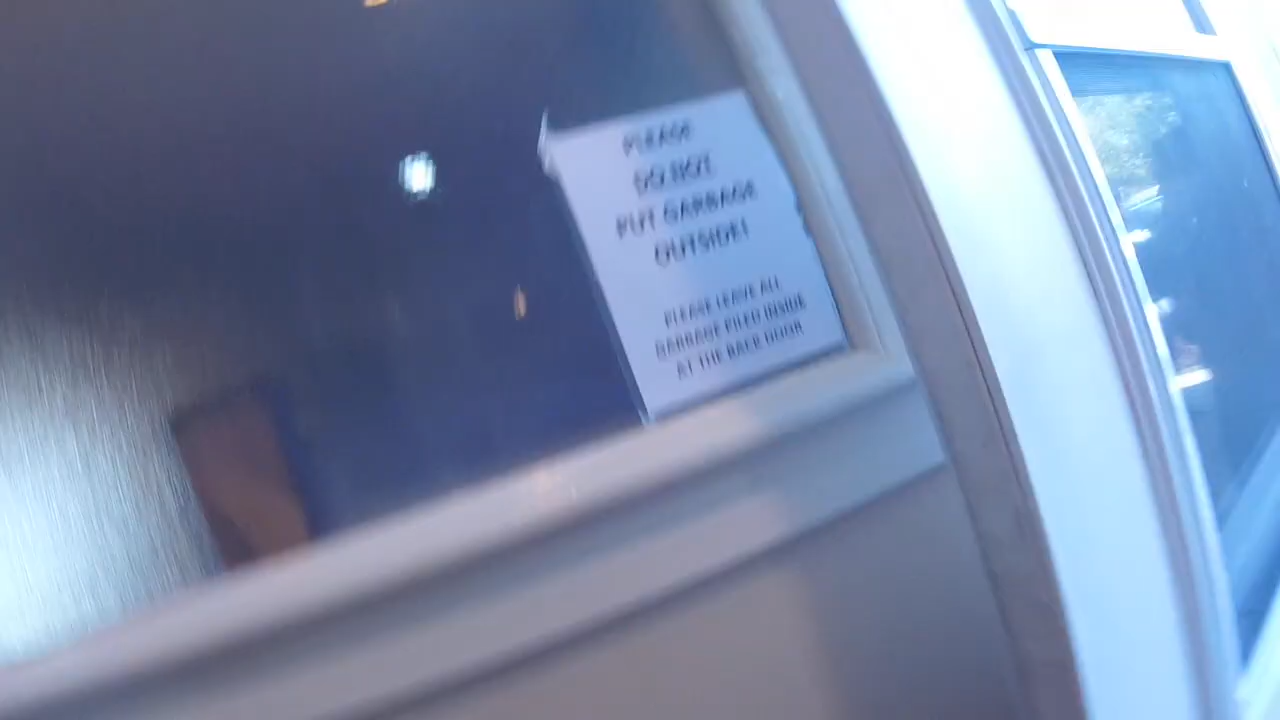 PLEASE
DO NOT
PUT GARBAGE
OUTSIDE!
PLEASE LEAVE ALL
GARBAGE PILED INSIDE
AT THE BACK DOOR